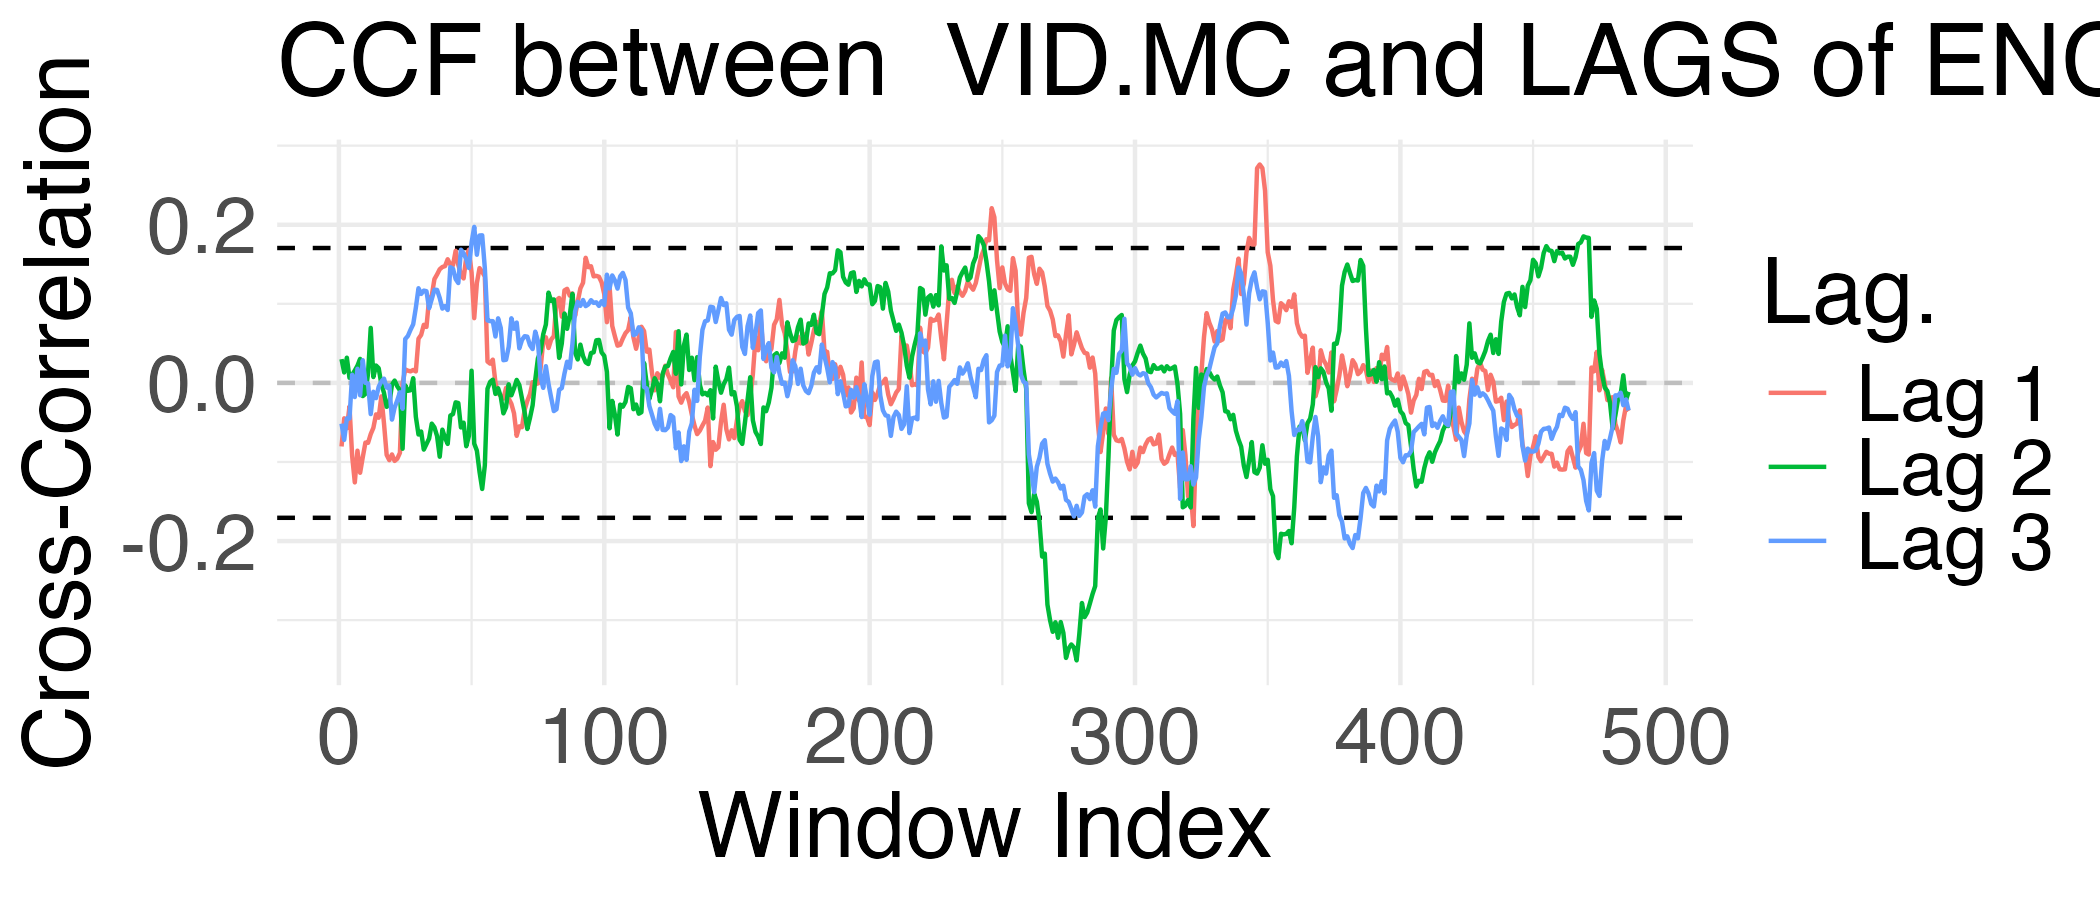 CCF between  VID.MC and LAGS of ENC
Cross-Correlation
0.2
0.0
-0.2
0
100
200
300
400
500
Window Index
Lag.
Lag 1
Lag 2
Lag 3